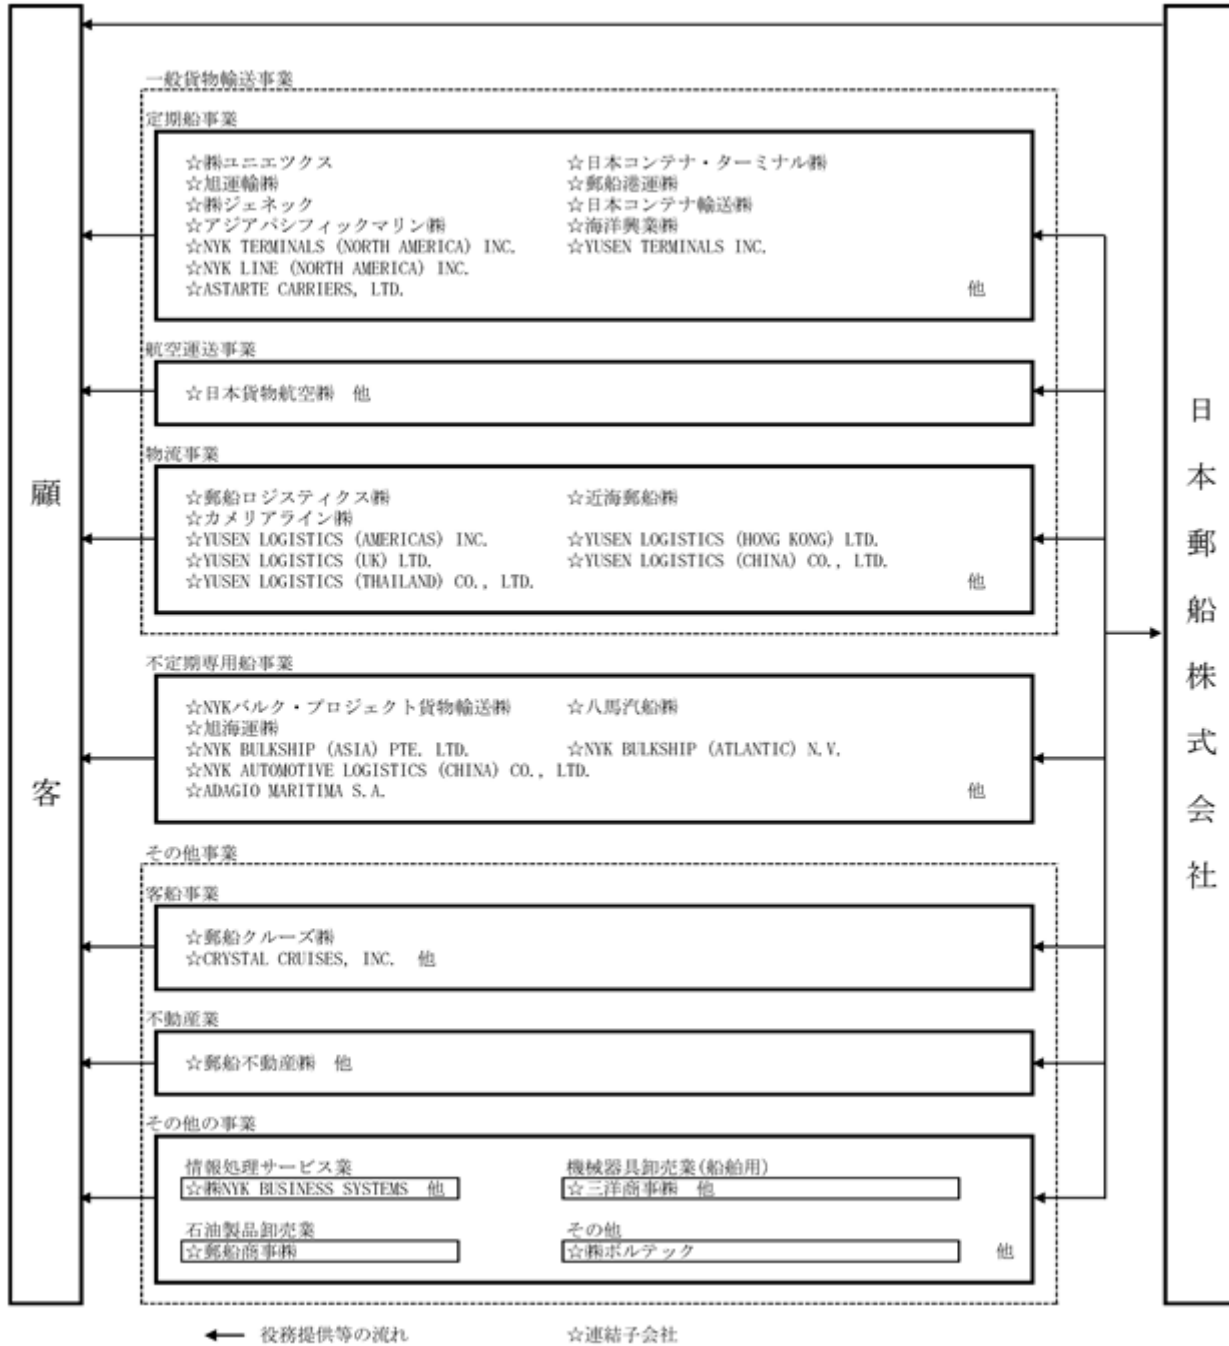 顧客
日本郵船株式会社
一般貨物輸送事業
定期船事業
☆㈱ユニエツクス ☆日本コンテナ・ターミナル㈱
☆旭運輸㈱ ☆郵船港運㈱
☆㈱ジェネック ☆日本コンテナ輸送㈱
☆アジアパシフィックマリン㈱ ☆海洋興業㈱
☆NYK TERMINALS (NORTH AMERICA) INC. ☆YUSEN TERMINALS INC.
☆NYK LINE (NORTH AMERICA) INC.
☆ASTARTE CARRIERS, LTD. 他
航空運送事業
☆日本貨物航空㈱ 他
物流事業
☆郵船ロジスティクス㈱ ☆近海郵船㈱
☆カメリアライン㈱
☆YUSEN LOGISTICS (AMERICAS) INC. ☆YUSEN LOGISTICS (HONG KONG) LTD.
☆YUSEN LOGISTICS (UK) LTD. ☆YUSEN LOGISTICS (CHINA) CO., LTD.
☆YUSEN LOGISTICS (THAILAND) CO., LTD. 他
不定期専用船事業
☆NYKバルク・プロジェクト貨物輸送㈱ ☆八馬汽船㈱
☆旭海運㈱
☆NYK BULKSHIP (ASIA) PTE. LTD. ☆NYK BULKSHIP (ATLANTIC) N.V.
☆NYK AUTOMOTIVE LOGISTICS (CHINA) CO., LTD.
☆ADAGIO MARITIMA S.A. 他
その他事業
客船事業
☆郵船クルーズ㈱
☆CRYSTAL CRUISES, INC. 他
不動産業
☆郵船不動産㈱ 他
その他の事業
情報処理サービス業 機械器具卸売業(船舶用)
☆㈱NYK BUSINESS SYSTEMS 他 ☆三洋商事㈱ 他
石油製品卸売業 その他
☆郵船商事㈱ ☆㈱ボルテック 他
役務提供等の流れ ☆連結子会社